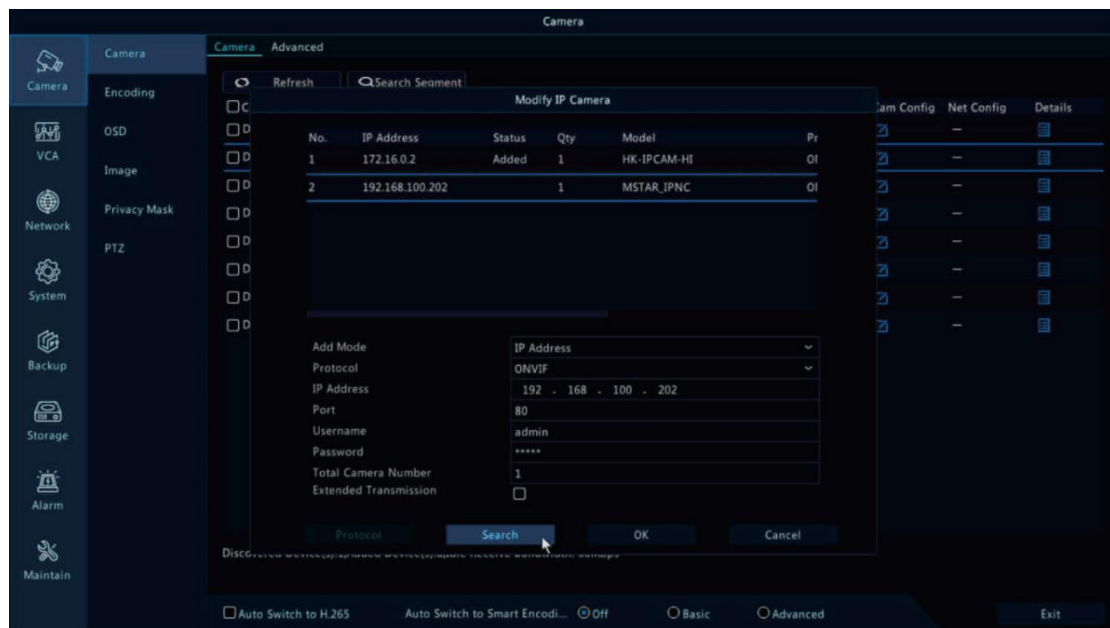 Camera
Camera
VCA
Network
System
Backup
Storage
Alarm
Maintain
Camera
Encoding
OSD
Image
Privacy Mask
PTZ
Camera Advanced
Refresh Search Segment
Cam Config Net Config Details
Modify IP Camera
No. IP Address Status Qty Model Pr
1 172.16.0.2 Added 1 HK-IPCAM-HI
2 192.168.100.202 1 MSTAR_IPNC
Add Mode IP Address
Protocol ONVIF
IP Address 192 . 168 . 100 . 202
Port 80
Username admin
Password *****
Total Camera Number 1
Extended Transmission
Protocol Search OK Cancel
Auto Switch to H.265 Auto Switch to Smart Encodi... Off Basic Advanced Exit